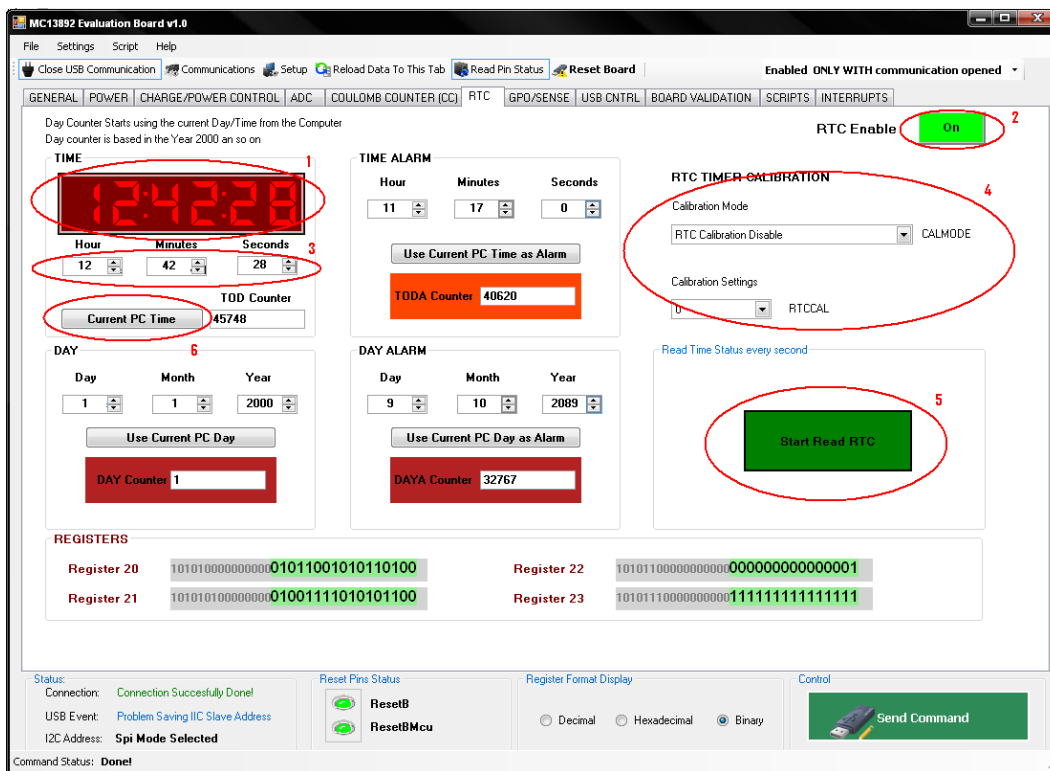 MC13892 Evaluation Board v1.0
File Settings Script Help
Close USB Communication Communications Setup Reload Data To This Tab Read Pin Status Reset Board Enabled ONLY WITH communication opened
GENERAL POWER CHARGE/POWER CONTROL ADC COULOMB COUNTER (CC) RTC GPO/SENSE USB CNTRL BOARD VALIDATION SCRIPTS INTERRUPTS
Day Counter Starts using the current Day/Time from the Computer
Day counter is based in the Year 2000 an so on
RTC Enable On 2
TIME 1
12:42:28
Hour Minutes Seconds 3
12 42 28
TOD Counter
Current PC Time 45748
6
TIME ALARM
Hour Minutes Seconds
11 17 0
Use Current PC Time as Alarm
TODA Counter 40620
RTC TIMER CALIBRATION 4
Calibration Mode
RTC Calibration Disable CALMODE
Calibration Settings
0 RTCCAL
DAY
Day Month Year
1 1 2000
Use Current PC Day
DAY Counter 1
DAY ALARM
Day Month Year
9 10 2089
Use Current PC Day as Alarm
DAYA Counter 32767
Read Time Status every second
5
Start Read RTC
REGISTERS
Register 20 10101000000000001011001010110100 Register 22 10101100000000000000000000000001
Register 21 10101010000000001001111010101100 Register 23 10101110000000000111111111111111
Status:
Connection: Connection Succesfully Done!
USB Event: Problem Saving IIC Slave Address
I2C Address: Spi Mode Selected
Reset Pins Status
ResetB
ResetBMcu
Register Format Display
Decimal Hexadecimal Binary
Control
Send Command
Command Status: Done!